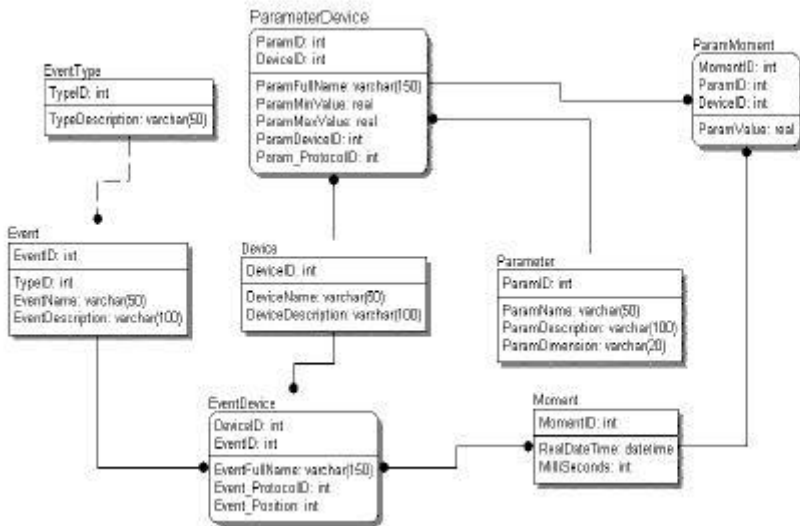 ParameterDevice
ParamID: int
DeviceID: int
ParamFullName: varchar(150)
ParamMinValue: real
ParamMaxValue: real
ParamDeviceID: int
Param_ProtocolID: int
ParamMoment
MomentID: int
ParamID: int
DeviceID: int
ParamValue: real
EventType
TypeID: int
TypeDescription: varchar(50)
Event
EventID: int
TypeID: int
EventName: varchar(50)
EventDescription: varchar(100)
Device
DeviceID: int
DeviceName: varchar(50)
DeviceDescription: varchar(100)
Parameter
ParamID: int
ParamName: varchar(50)
ParamDescription: varchar(100)
ParamDimension: varchar(20)
EventDevice
DeviceID: int
EventID: int
EventFullName: varchar(150)
Event_ProtocolID: int
Event_Position: int
Moment
MomentID: int
RealDateTime: datetime
MilliSeconds: int